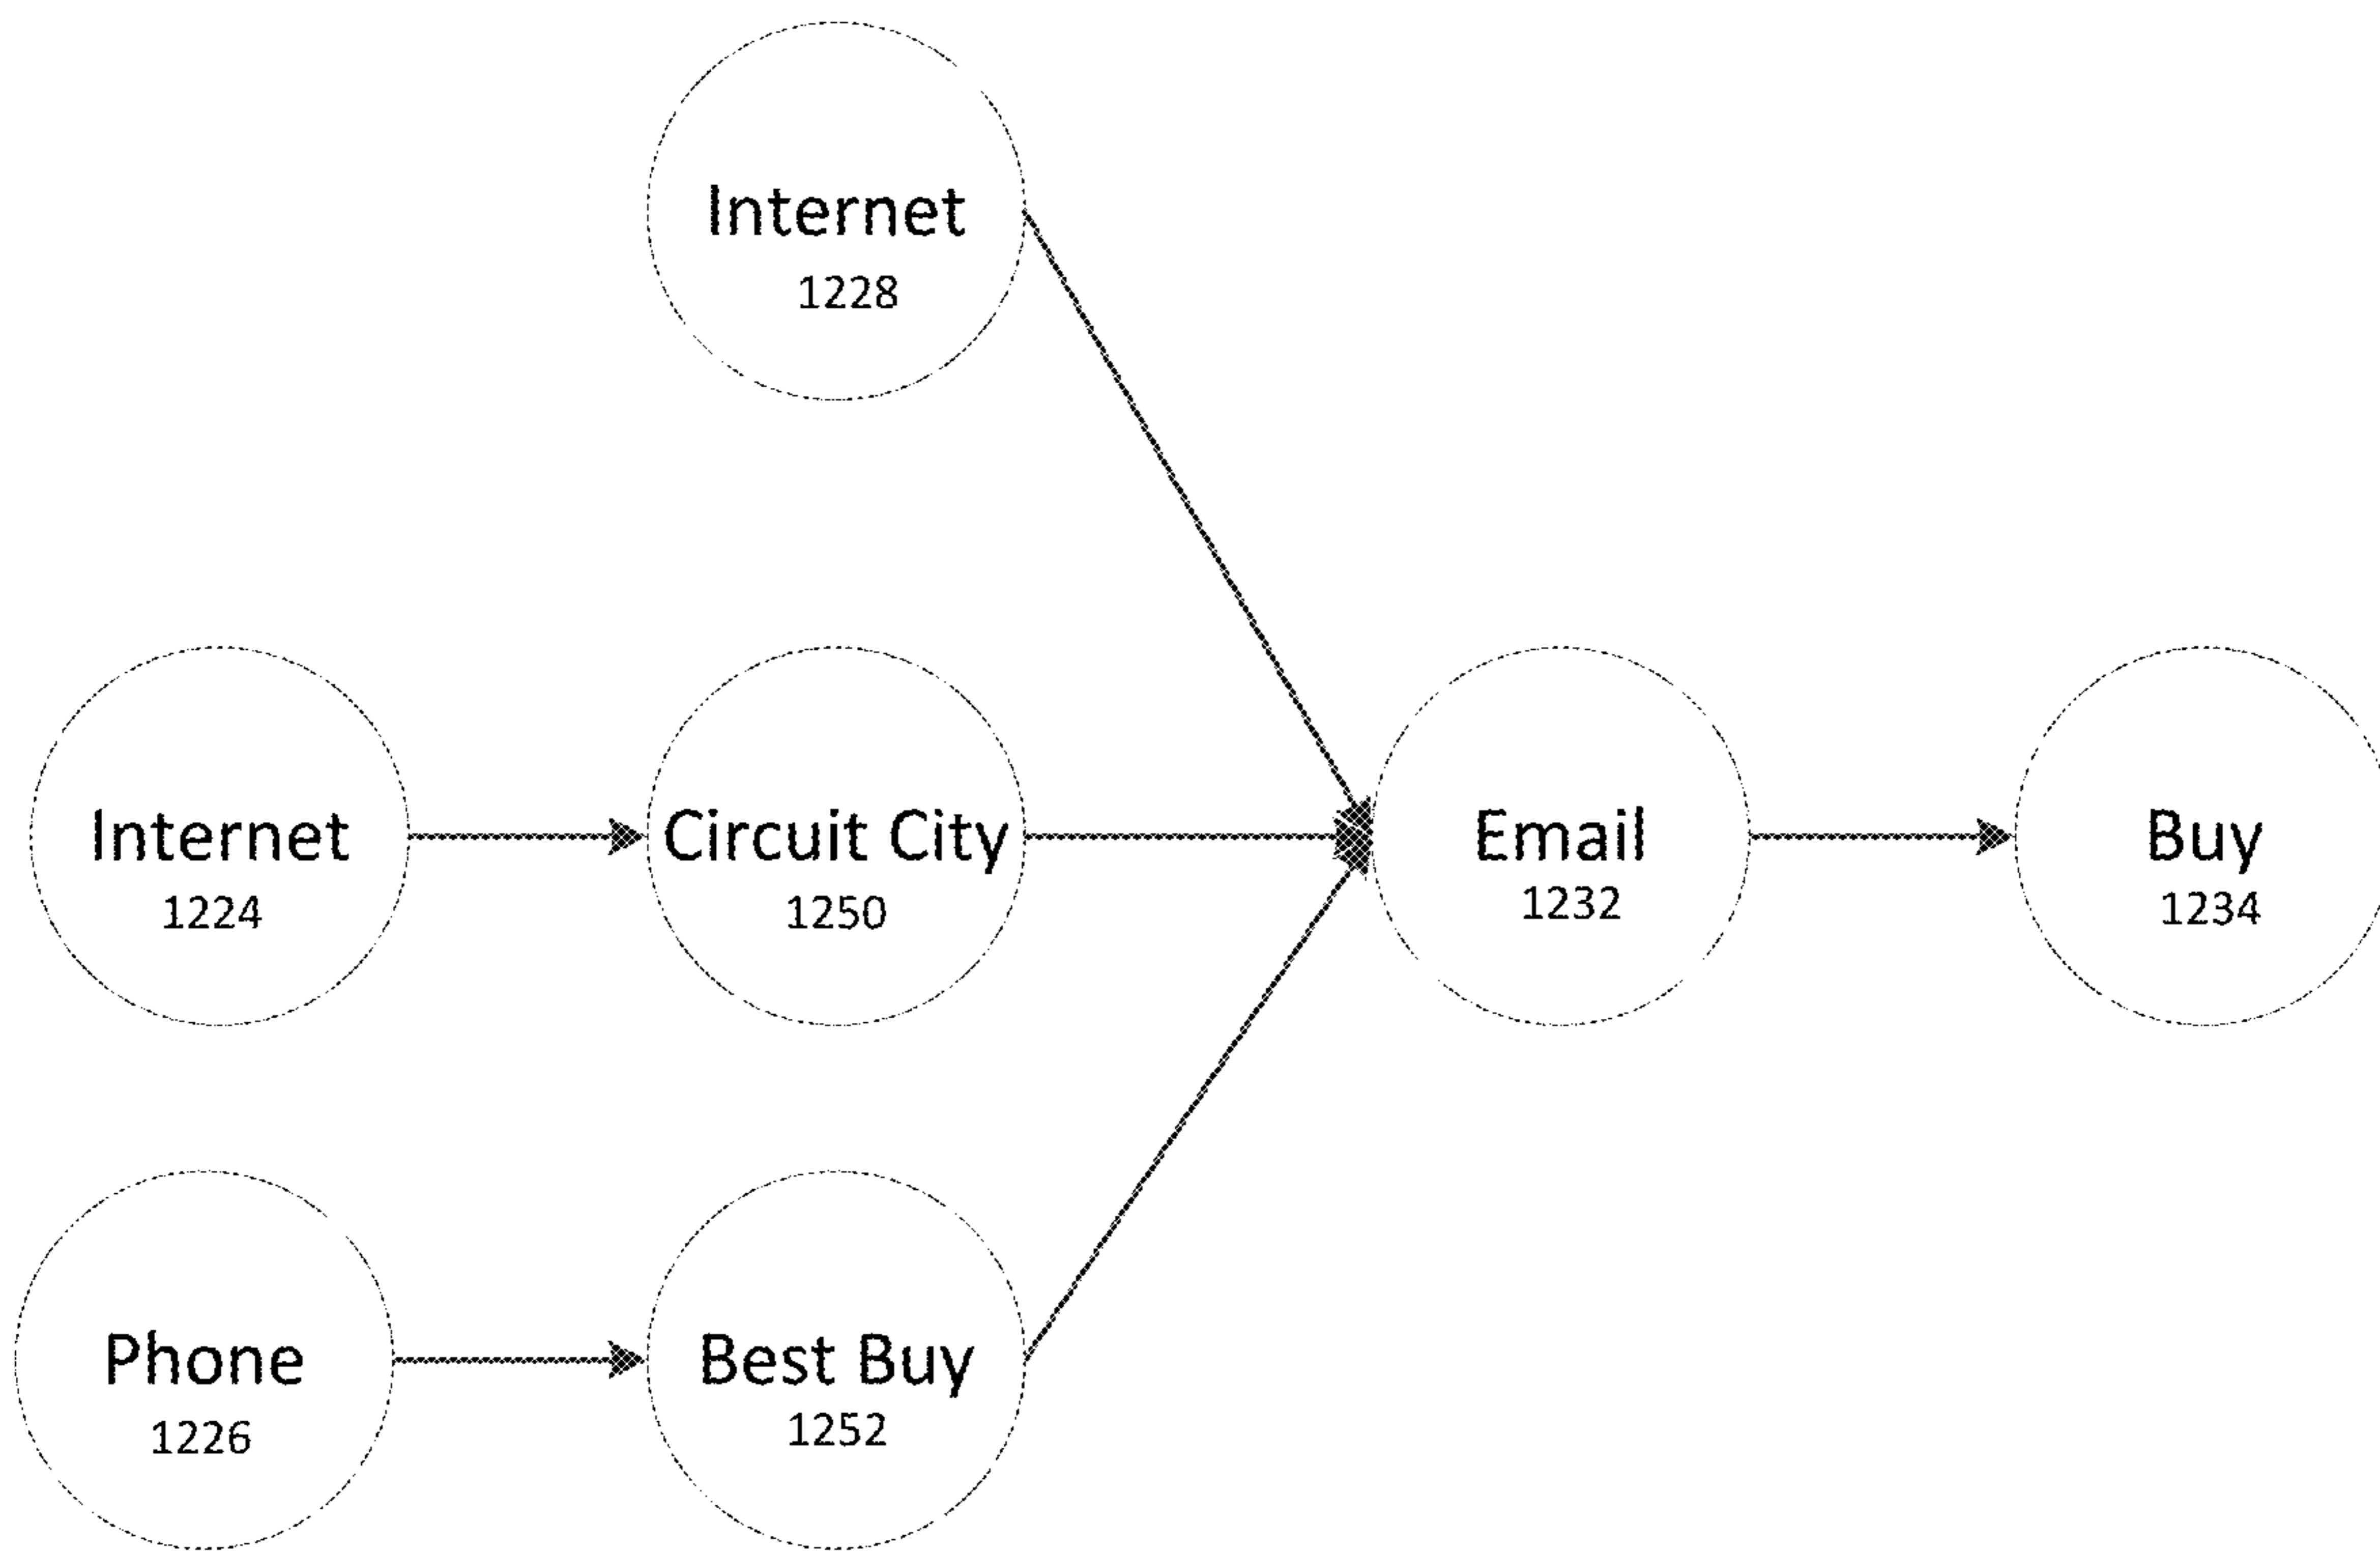 Internet
1228
Internet
1224
Circuit City
1250
Email
1232
Buy
1234
Phone
1226
Best Buy
1252